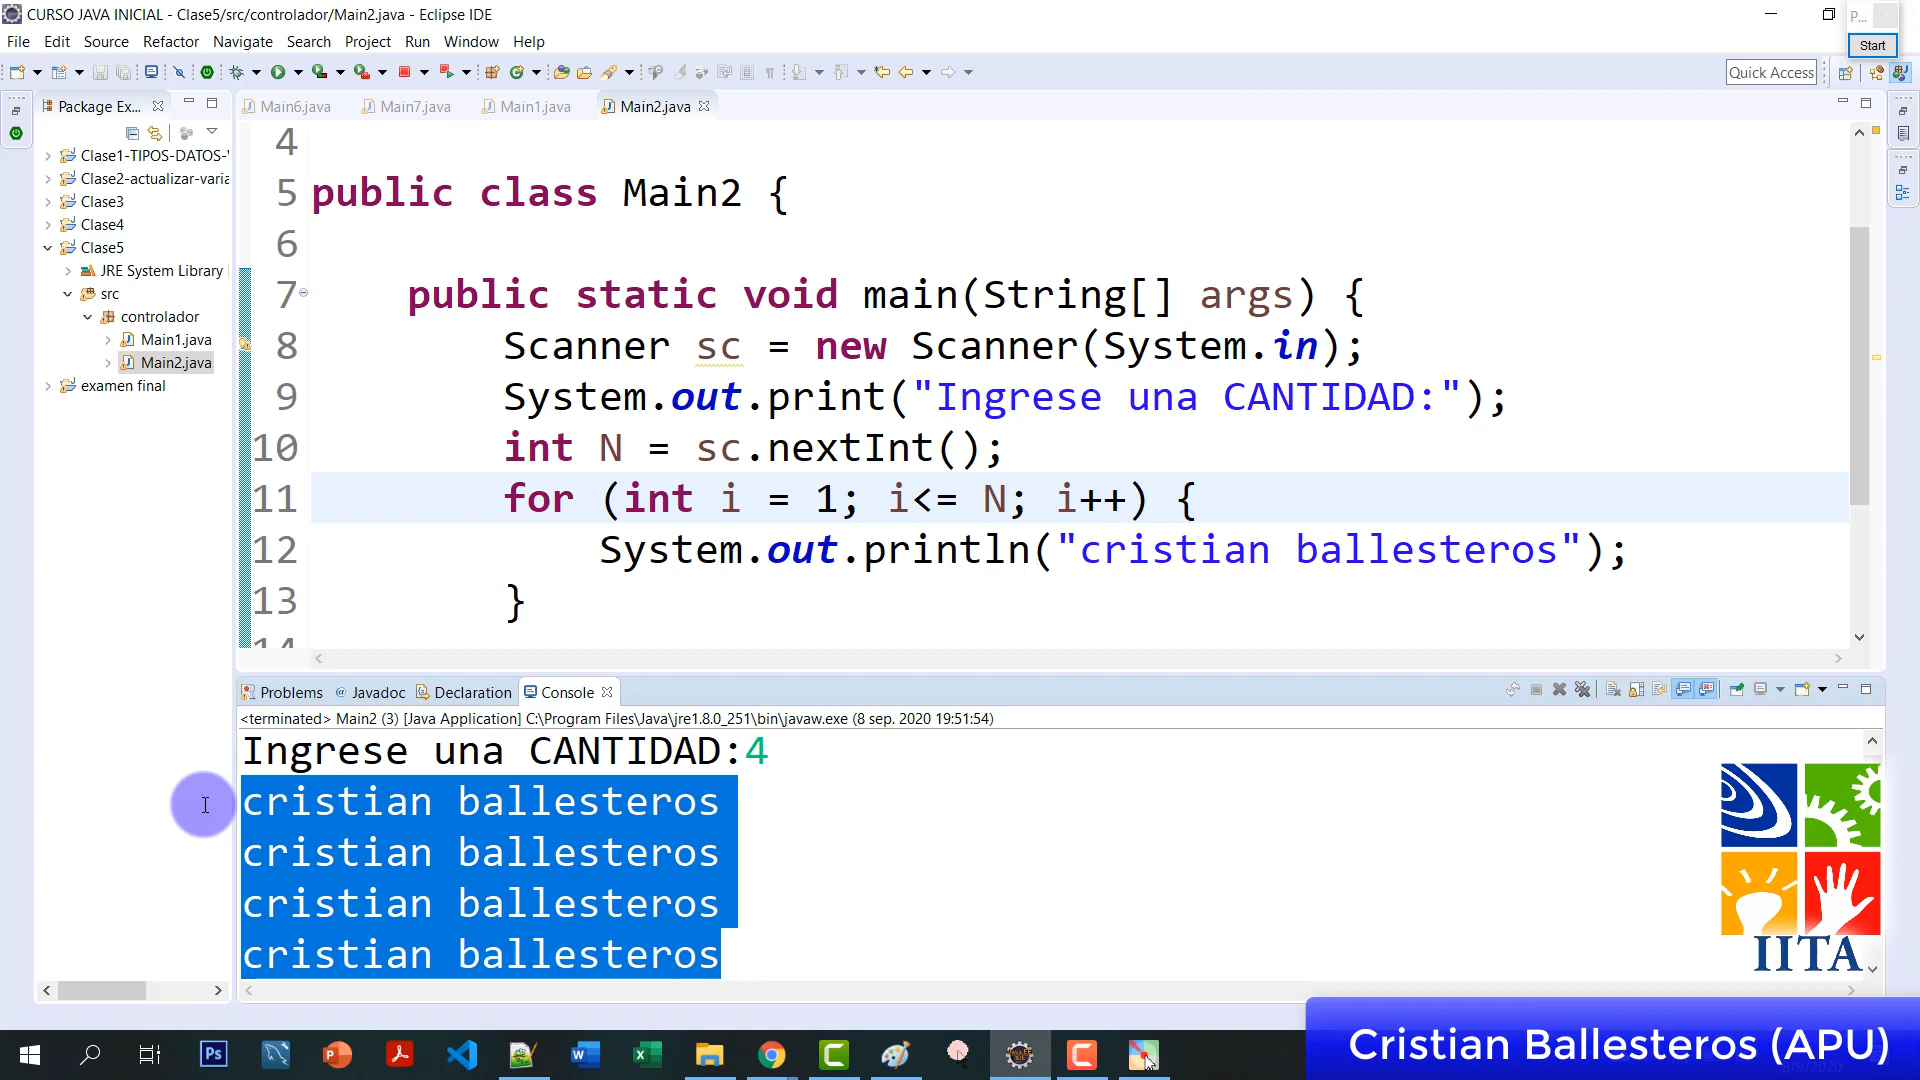 CURSO JAVA INICIAL - Clase5/src/controlador/Main2.java - Eclipse IDE
P...
File Edit Source Refactor Navigate Search Project Run Window Help
Start
Quick Access
Package Ex...
Main6.java
Main7.java
Main1.java
Main2.java
Clase1-TIPOS-DATOS-
Clase2-actualizar-varia
Clase3
Clase4
Clase5
JRE System Library
src
controlador
Main1.java
Main2.java
examen final
4
5 public class Main2 {
6
7 public static void main(String[] args) {
8 Scanner sc = new Scanner(System.in);
9 System.out.print("Ingrese una CANTIDAD:");
10 int N = sc.nextInt();
11 for (int i = 1; i<= N; i++) {
12 System.out.println("cristian ballesteros");
13 }
14
Problems @ Javadoc Declaration Console
<terminated> Main2 (3) [Java Application] C:\Program Files\Java\jre1.8.0_251\bin\javaw.exe (8 sep. 2020 19:51:54)
Ingrese una CANTIDAD:4
cristian ballesteros
cristian ballesteros
cristian ballesteros
cristian ballesteros
IITA
Ps
Cristian Ballesteros (APU)